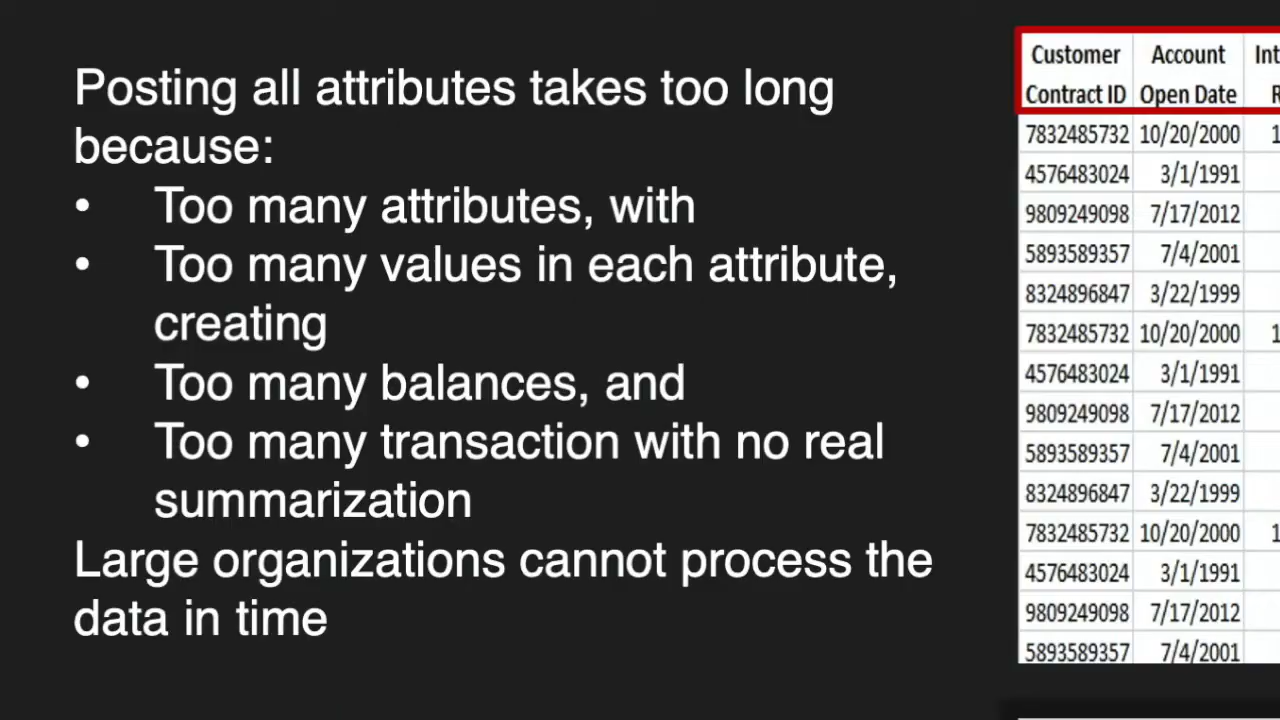 Posting all attributes takes too long
because:
• Too many attributes, with
• Too many values in each attribute,
creating
• Too many balances, and
• Too many transaction with no real
summarization
Large organizations cannot process the
data in time
Customer Account Int
Contract ID Open Date R
7832485732 10/20/2000 1
4576483024 3/1/1991
9809249098 7/17/2012
5893589357 7/4/2001
8324896847 3/22/1999
7832485732 10/20/2000 1
4576483024 3/1/1991
9809249098 7/17/2012
5893589357 7/4/2001
8324896847 3/22/1999
7832485732 10/20/2000 1
4576483024 3/1/1991
9809249098 7/17/2012
5893589357 7/4/2001